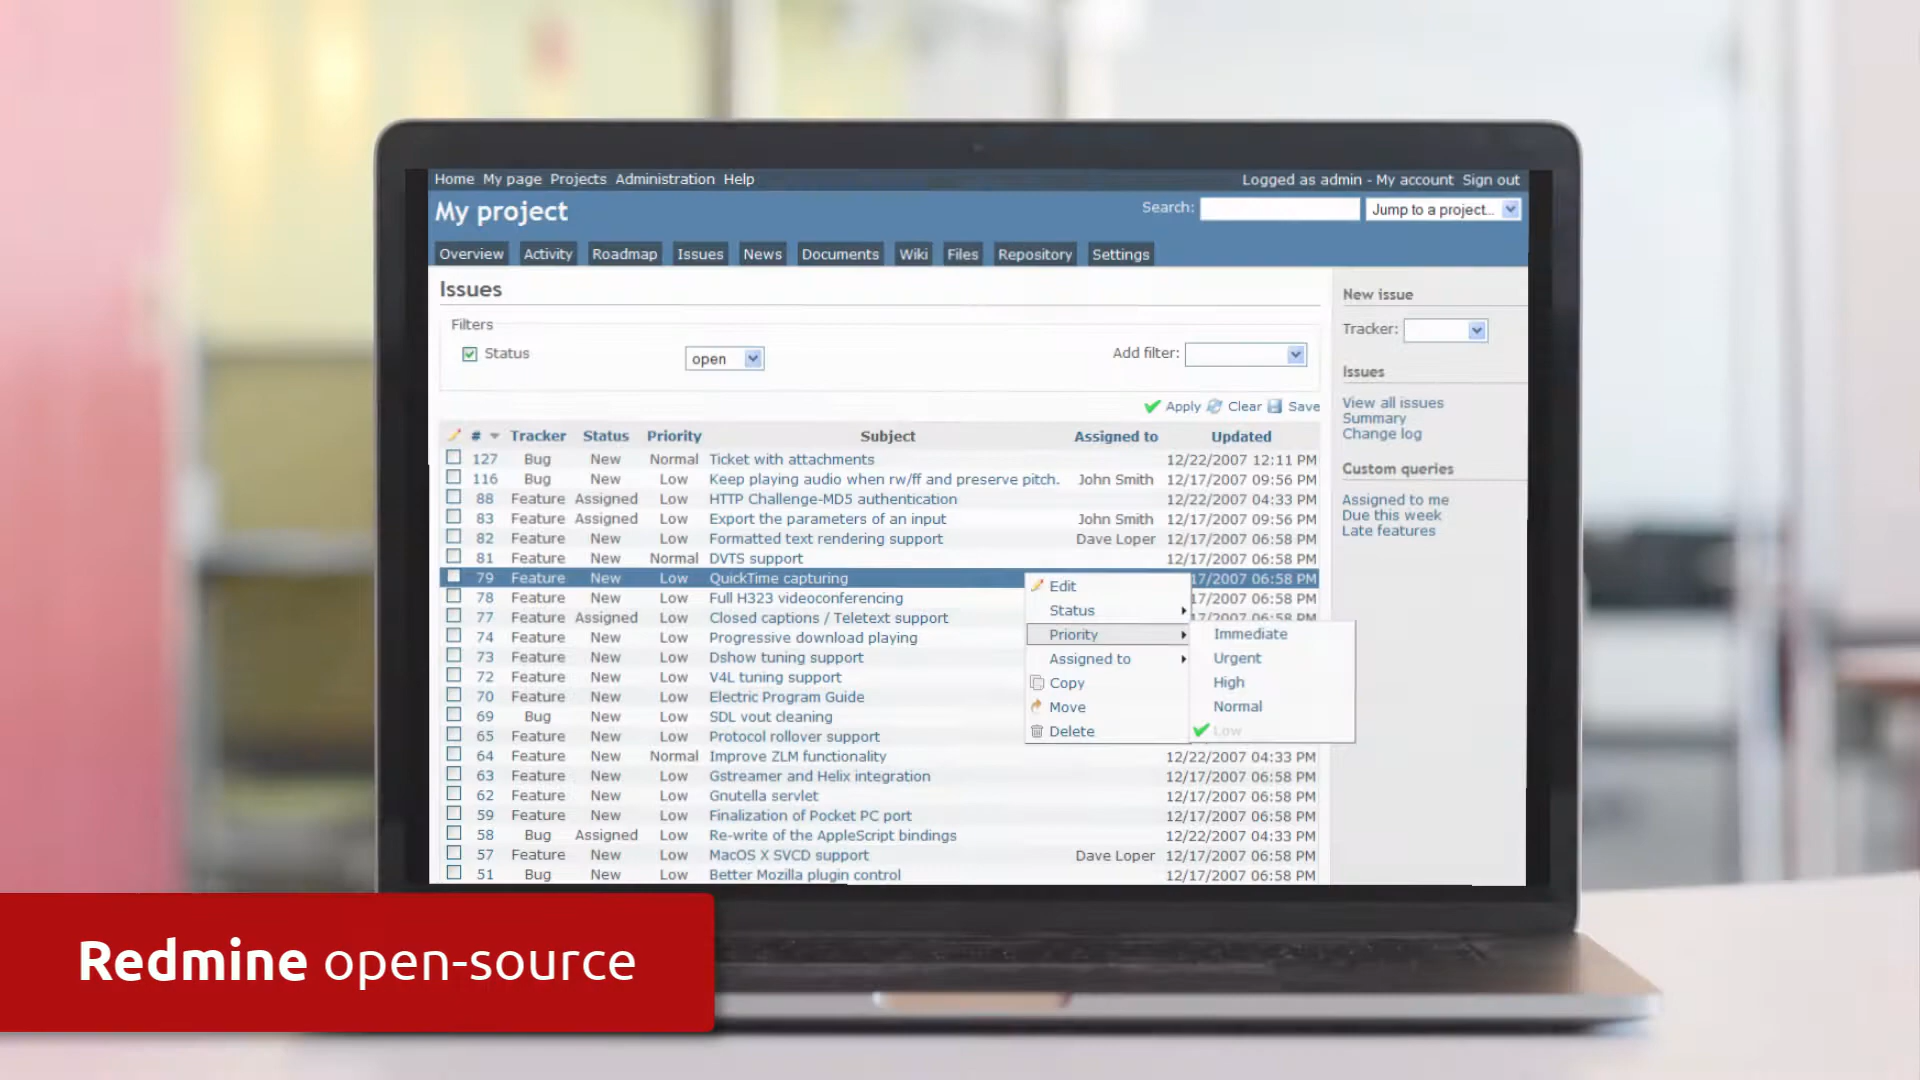 Home My page Projects Administration Help
Logged as admin - My account Sign out
My project
Search:
Jump to a project...
Overview Activity Roadmap Issues News Documents Wiki Files Repository Settings
Issues
Filters
Status
open
Add filter:
Apply Clear Save
# Tracker Status Priority Subject Assigned to Updated
127 Bug New Normal Ticket with attachments 12/22/2007 12:11 PM
116 Bug New Low Keep playing audio when rw/ff and preserve pitch. John Smith 12/17/2007 09:56 PM
88 Feature Assigned Low HTTP Challenge-MD5 authentication 12/22/2007 04:33 PM
83 Feature Assigned Low Export the parameters of an input John Smith 12/17/2007 09:56 PM
82 Feature New Low Formatted text rendering support Dave Loper 12/17/2007 06:58 PM
81 Feature New Normal DVTS support 12/17/2007 06:58 PM
79 Feature New Low QuickTime capturing 17/2007 06:58 PM
78 Feature New Low Full H323 videoconferencing 17/2007 06:58 PM
77 Feature Assigned Low Closed captions / Teletext support 17/2007 06:58 PM
74 Feature New Low Progressive download playing
73 Feature New Low Dshow tuning support
72 Feature New Low V4L tuning support
70 Feature New Low Electric Program Guide
69 Bug New Low SDL vout cleaning
65 Feature New Low Protocol rollover support
64 Feature New Normal Improve ZLM functionality 12/22/2007 04:33 PM
63 Feature New Low Gstreamer and Helix integration 12/17/2007 06:58 PM
62 Feature New Low Gnutella servlet 12/17/2007 06:58 PM
59 Feature New Low Finalization of Pocket PC port 12/17/2007 06:58 PM
58 Bug Assigned Low Re-write of the AppleScript bindings 12/22/2007 04:33 PM
57 Feature New Low MacOS X SVCD support Dave Loper 12/17/2007 06:58 PM
51 Bug New Low Better Mozilla plugin control 12/17/2007 06:58 PM
Edit
Status
Priority
Assigned to
Copy
Move
Delete
Immediate
Urgent
High
Normal
Low
New issue
Tracker:
Issues
View all issues
Summary
Change log
Custom queries
Assigned to me
Due this week
Late features
Redmine open-source